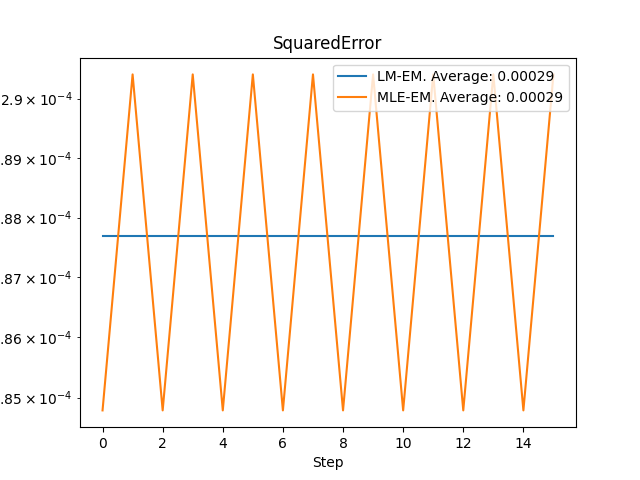 SquaredError
LM-EM. Average: 0.00029
MLE-EM. Average: 0.00029
2.9 × 10⁻⁴
.89 × 10⁻⁴
.88 × 10⁻⁴
.87 × 10⁻⁴
.86 × 10⁻⁴
.85 × 10⁻⁴
0 2 4 6 8 10 12 14
Step